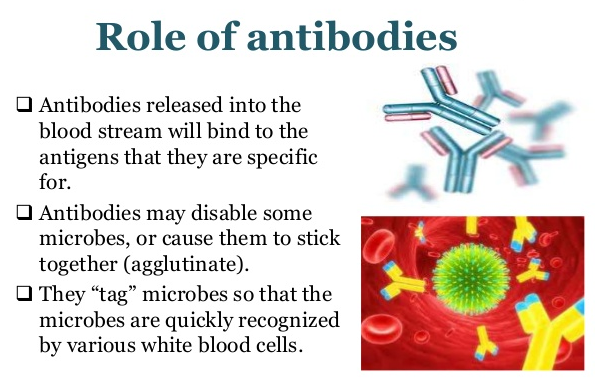 Role of antibodies
❑ Antibodies released into the
blood stream will bind to the
antigens that they are specific
for.
❑ Antibodies may disable some
microbes, or cause them to stick
together (agglutinate).
❑ They “tag” microbes so that the
microbes are quickly recognized
by various white blood cells.